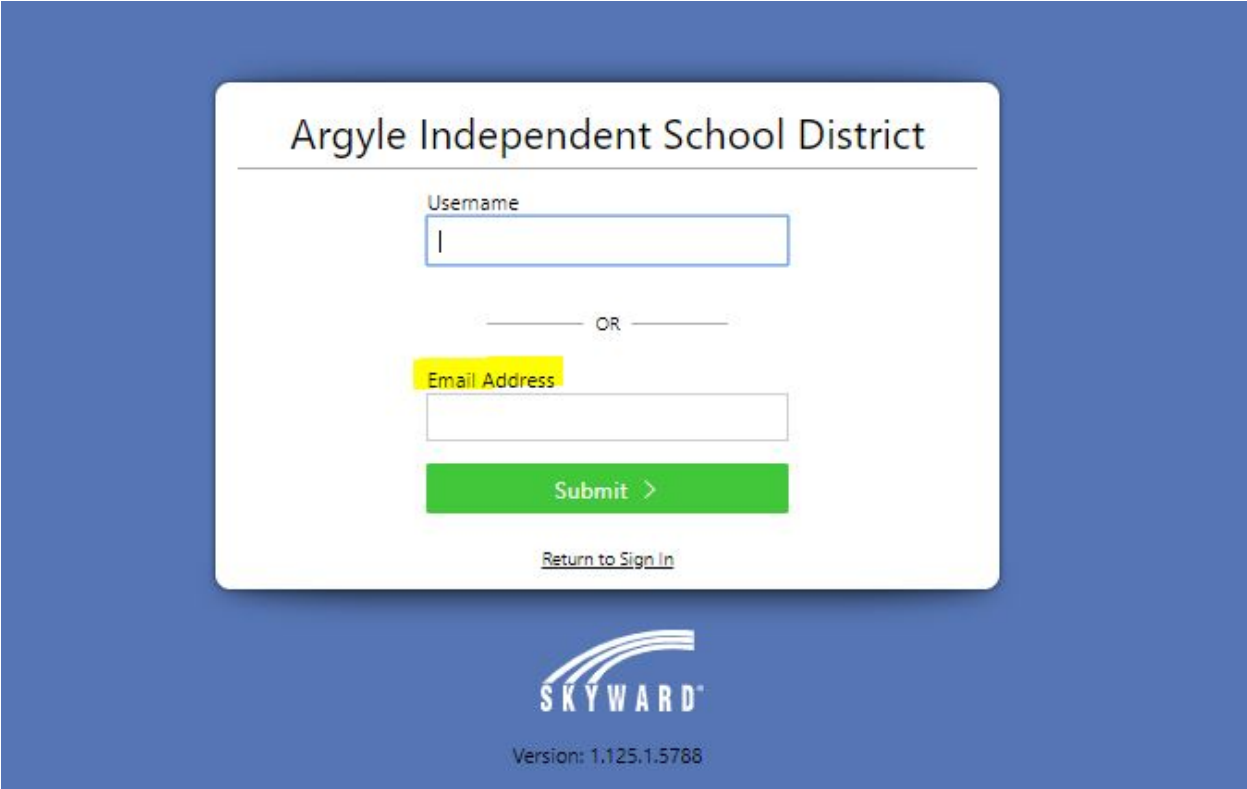 Argyle Independent School District
Username
OR
Email Address
Submit >
Return to Sign In
SKYWARD®
Version: 1.125.1.5788